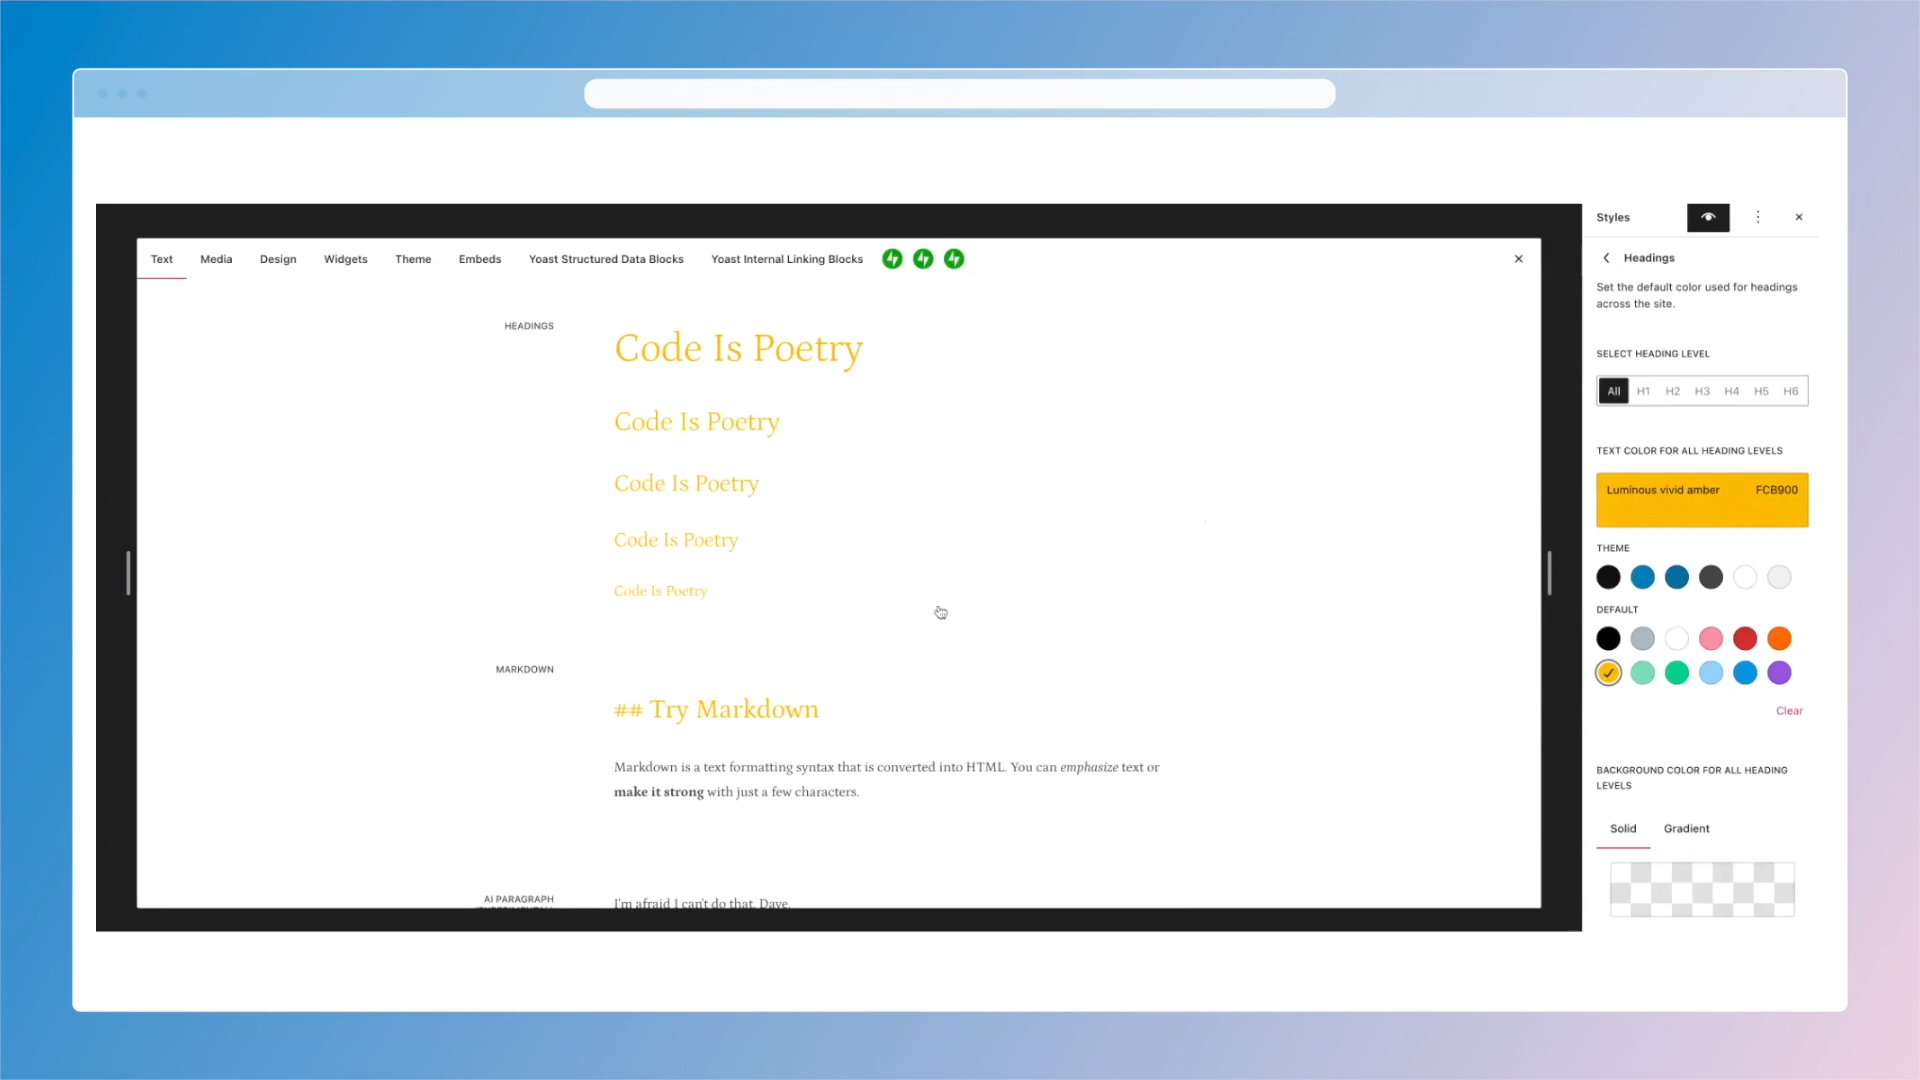 Text Media Design Widgets Theme Embeds Yoast Structured Data Blocks Yoast Internal Linking Blocks
HEADINGS
Code Is Poetry
Code Is Poetry
Code Is Poetry
Code Is Poetry
Code Is Poetry
MARKDOWN
## Try Markdown
Markdown is a text formatting syntax that is converted into HTML. You can emphasize text or
make it strong with just a few characters.
AI PARAGRAPH
I'm afraid I can't do that, Dave.
Styles
Headings
Set the default color used for headings
across the site.
SELECT HEADING LEVEL
All H1 H2 H3 H4 H5 H6
TEXT COLOR FOR ALL HEADING LEVELS
Luminous vivid amber FCB900
THEME
DEFAULT
Clear
BACKGROUND COLOR FOR ALL HEADING
LEVELS
Solid Gradient